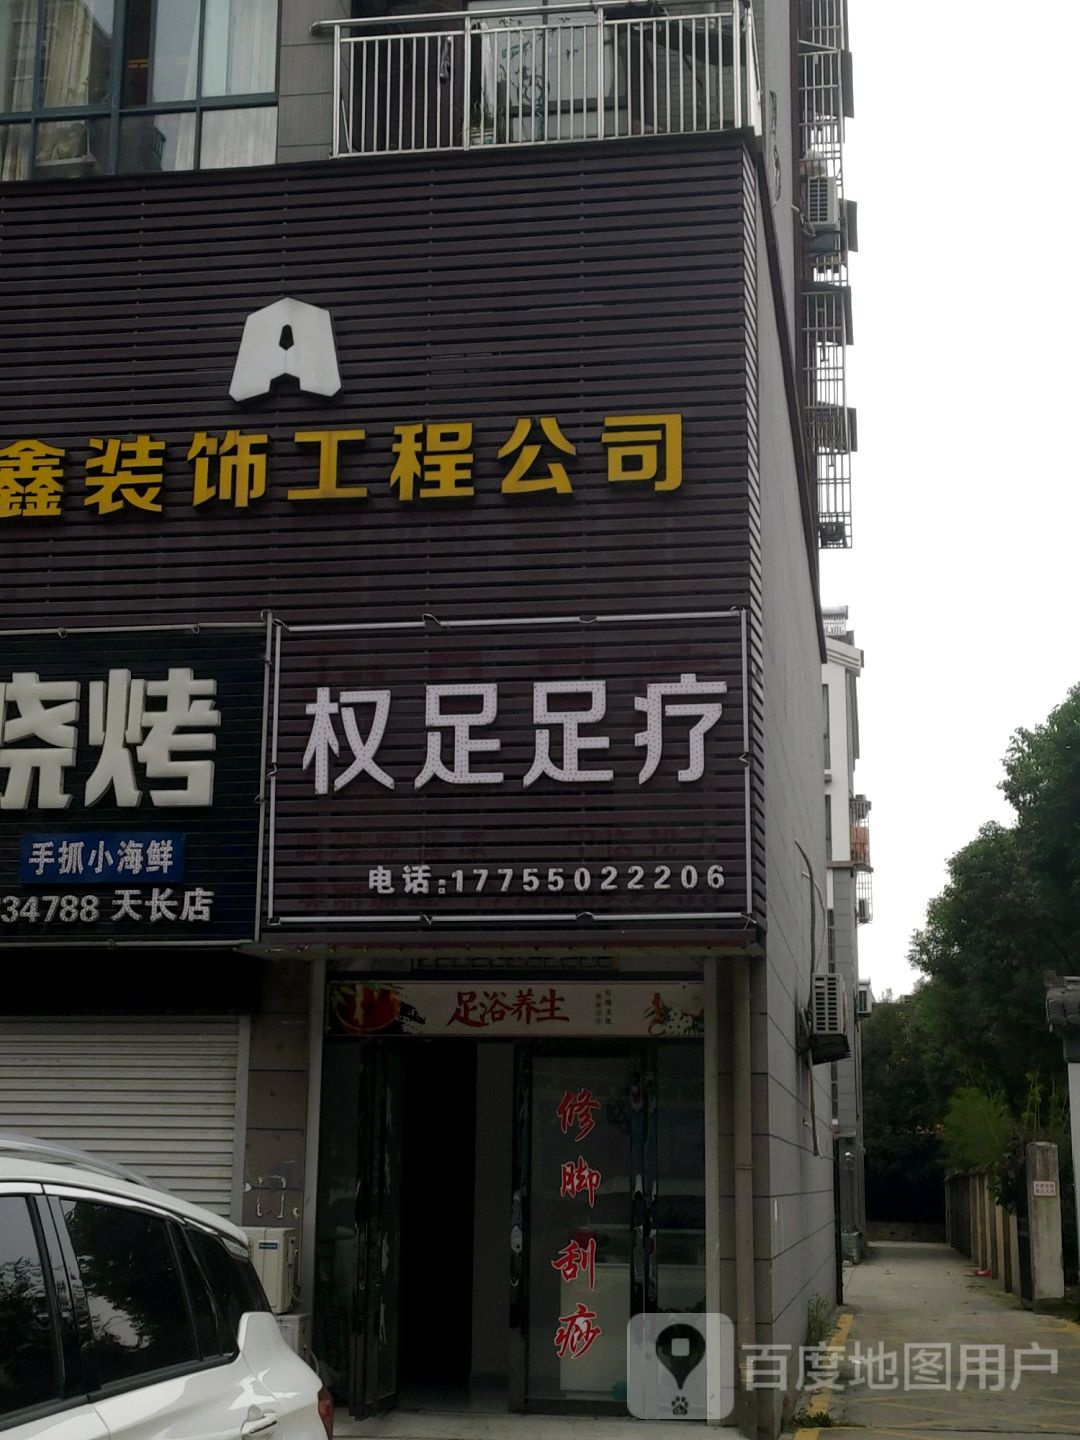 A
鑫装饰工程公司
烧烤
手抓小海鲜
34788 天长店
权足足疗
电话:17755022206
足浴养生
修脚刮痧
百度地图用户